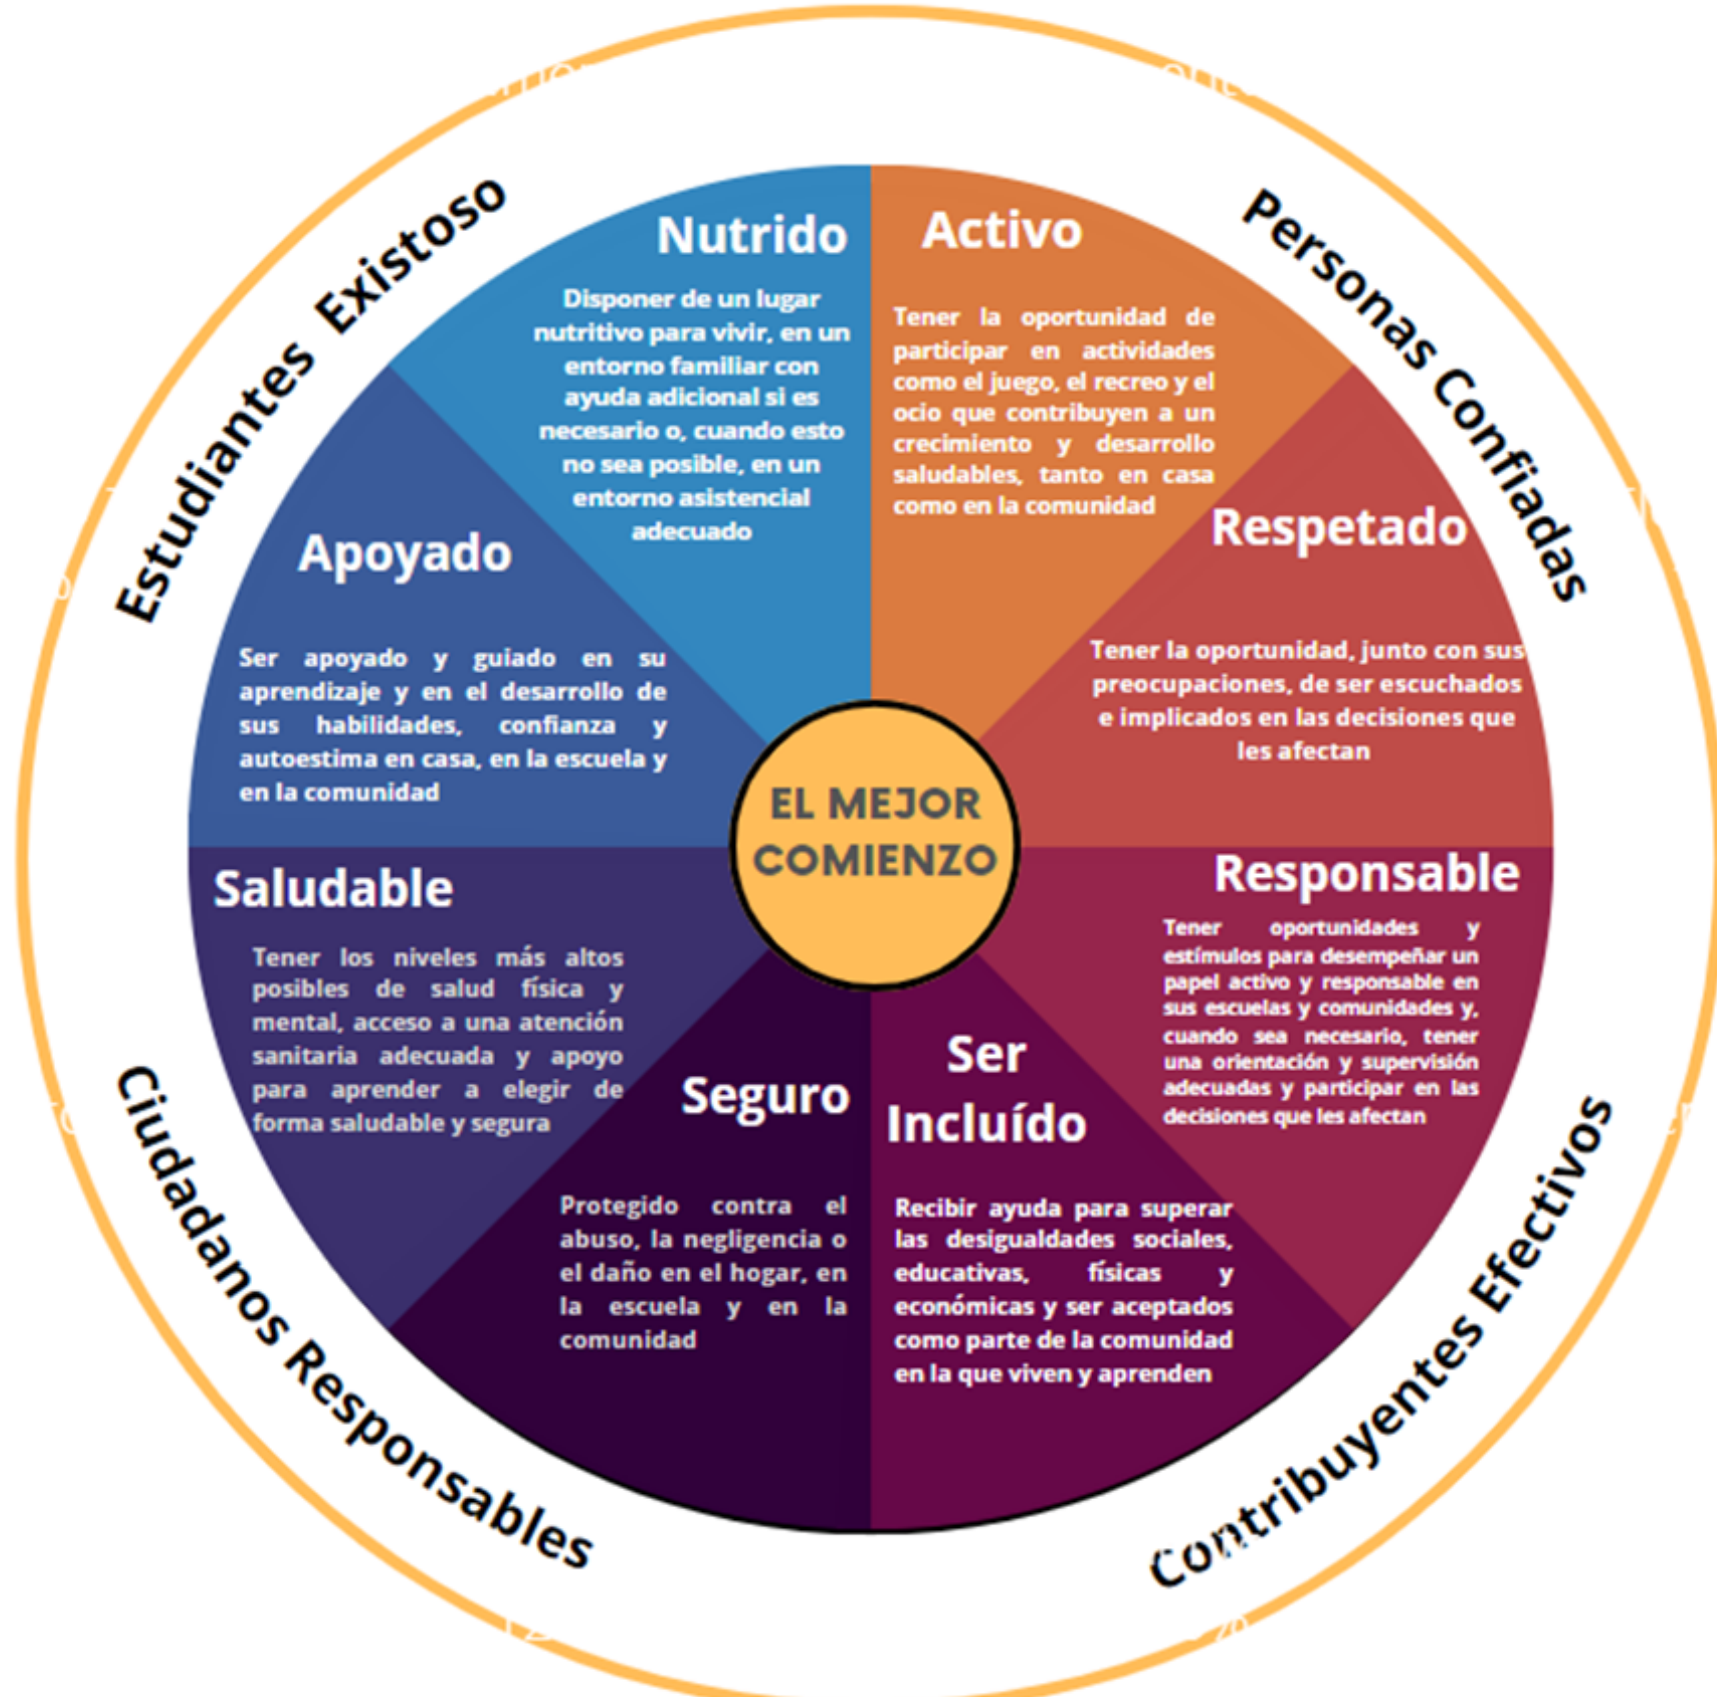 Estudiantes Existoso
Personas Confiadas
Nutrido
Disponer de un lugar
nutritivo para vivir, en un
entorno familiar con
ayuda adicional si es
necesario o, cuando esto
no sea posible, en un
entorno asistencial
adecuado
Activo
Tener la oportunidad de
participar en actividades
como el juego, el recreo y el
ocio que contribuyen a un
crecimiento y desarrollo
saludables, tanto en casa
como en la comunidad
Respetado
Tener la oportunidad, junto con sus
preocupaciones, de ser escuchados
e implicados en las decisiones que
les afectan
Apoyado
Ser apoyado y guiado en su
aprendizaje y en el desarrollo de
sus habilidades, confianza y
autoestima en casa, en la escuela y
en la comunidad
EL MEJOR
COMIENZO
Saludable
Tener los niveles más altos
posibles de salud física y
mental, acceso a una atención
sanitaria adecuada y apoyo
para aprender a elegir de
forma saludable y segura
Responsable
Tener oportunidades y
estímulos para desempeñar un
papel activo y responsable en
sus escuelas y comunidades y,
cuando sea necesario, tener
una orientación y supervisión
adecuadas y participar en las
decisiones que les afectan
Seguro
Protegido contra el
abuso, la negligencia o
el daño en el hogar, en
la escuela y en la
comunidad
Ser
Incluído
Recibir ayuda para superar
las desigualdades sociales,
educativas, físicas y
económicas y ser aceptados
como parte de la comunidad
en la que viven y aprenden
Ciudadanos Responsables
Contribuyentes Efectivos